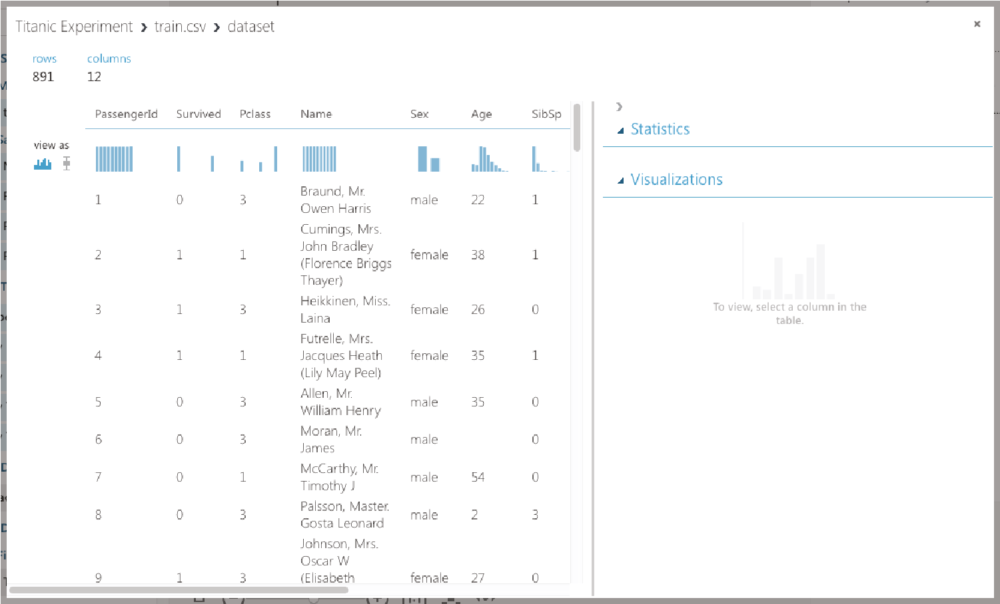 Titanic Experiment › train.csv › dataset
rows columns
891 12
PassengerId Survived Pclass Name Sex Age SibSp
view as
1 0 3 Braund, Mr. Owen Harris male 22 1
2 1 1 Cumings, Mrs. John Bradley (Florence Briggs Thayer) female 38 1
3 1 3 Heikkinen, Miss. Laina female 26 0
4 1 1 Futrelle, Mrs. Jacques Heath (Lily May Peel) female 35 1
5 0 3 Allen, Mr. William Henry male 35 0
6 0 3 Moran, Mr. James male 0
7 0 1 McCarthy, Mr. Timothy J male 54 0
8 0 3 Palsson, Master. Gosta Leonard male 2 3
9 1 3 Johnson, Mrs. Oscar W (Elisabeth female 27 0
Statistics
Visualizations
To view, select a column in the
table.